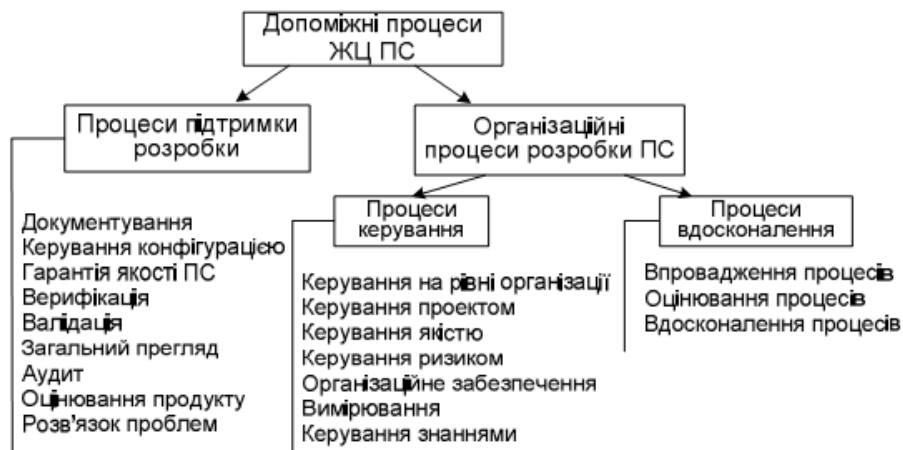 Допоміжні процеси
ЖЦ ПС
Процеси підтримки
розробки
Організаційні
процеси розробки ПС
Процеси
керування
Процеси
вдосконалення
Документування
Керування конфігурацією
Гарантія якості ПС
Верифікація
Валідація
Загальний прегляд
Аудит
Оцінювання продукту
Розв'язок проблем
Керування на рівні організації
Керування проектом
Керування якістю
Керування ризиком
Організаційне забезпечення
Вимірювання
Керування знаннями
Впровадження процесів
Оцінювання процесів
Вдосконалення процесів